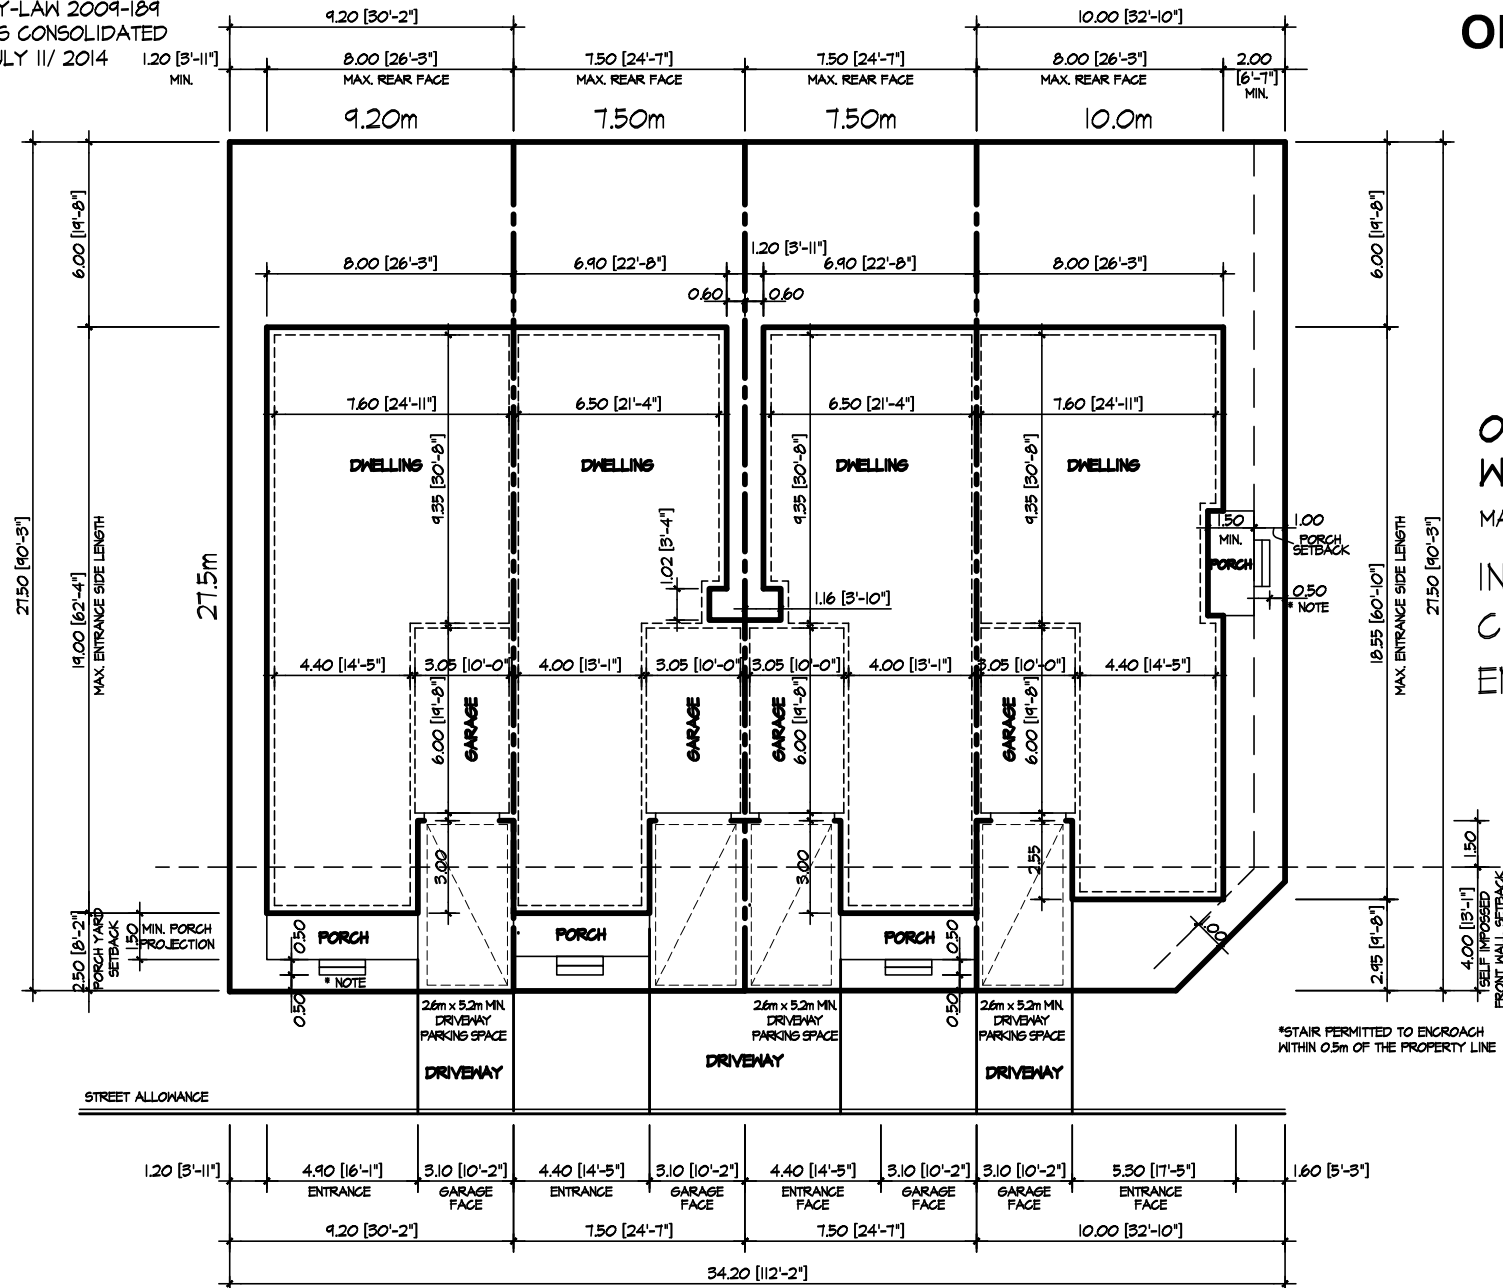 Y-LAW 2009-189
S CONSOLIDATED
JLY 11/ 2014
1.20 [3'-11"]
MIN.
9.20 [30'-2"]
10.00 [32'-10"]
8.00 [26'-3"]
MAX. REAR FACE
7.50 [24'-7"]
MAX. REAR FACE
7.50 [24'-7"]
MAX. REAR FACE
8.00 [26'-3"]
MAX. REAR FACE
2.00
[6'-7"]
MIN.
9.20m
7.50m
7.50m
10.0m
6.00 [19'-8"]
6.00 [19'-8"]
1.20 [3'-11"]
8.00 [26'-3"]
6.90 [22'-8"]
6.90 [22'-8"]
8.00 [26'-3"]
0.60
0.60
7.60 [24'-11"]
6.50 [21'-4"]
6.50 [21'-4"]
7.60 [24'-11"]
DWELLING
DWELLING
DWELLING
DWELLING
9.35 [30'-8"]
9.35 [30'-8"]
9.35 [30'-8"]
27.50 [90'-3"]
19.00 [62'-4"]
MAX. ENTRANCE SIDE LENGTH
27.5m
1.02 [3'-4"]
1.16 [3'-10"]
1.50
MIN.
PORCH
1.00
PORCH
SETBACK
0.50
* NOTE
18.55 [60'-10"]
MAX. ENTRANCE SIDE LENGTH
27.50 [90'-3"]
4.40 [14'-5"]
3.05 [10'-0"]
4.00 [13'-1"]
3.05 [10'-0"]
3.05 [10'-0"]
4.00 [13'-1"]
3.05 [10'-0"]
4.40 [14'-5"]
6.00 [19'-8"]
GARAGE
GARAGE
GARAGE
6.00 [19'-8"]
GARAGE
6.00 [19'-8"]
3.00
3.00
2.55
1.50
4.00 [13'-1"]
SELF IMPOSSED
FRONT WALL SETBACK
2.95 [9'-8"]
1.00
2.50 [8'-2"]
PORCH YARD
SETBACK
1.50
MIN. PORCH
PROJECTION
PORCH
PORCH
PORCH
0.50
0.50
* NOTE
0.50
0.50
2.6m x 5.2m MIN.
DRIVEWAY
PARKING SPACE
2.6m x 5.2m MIN.
DRIVEWAY
PARKING SPACE
2.6m x 5.2m MIN.
DRIVEWAY
PARKING SPACE
*STAIR PERMITTED TO ENCROACH
WITHIN 0.5m OF THE PROPERTY LINE
DRIVEWAY
DRIVEWAY
DRIVEWAY
STREET ALLOWANCE
1.20 [3'-11"]
4.90 [16'-1"]
ENTRANCE
3.10 [10'-2"]
GARAGE
FACE
4.40 [14'-5"]
ENTRANCE
3.10 [10'-2"]
GARAGE
FACE
4.40 [14'-5"]
ENTRANCE
FACE
3.10 [10'-2"]
GARAGE
FACE
3.10 [10'-2"]
GARAGE
FACE
5.30 [17'-5"]
ENTRANCE
FACE
1.60 [5'-3"]
9.20 [30'-2"]
7.50 [24'-7"]
7.50 [24'-7"]
10.00 [32'-10"]
34.20 [112'-2"]